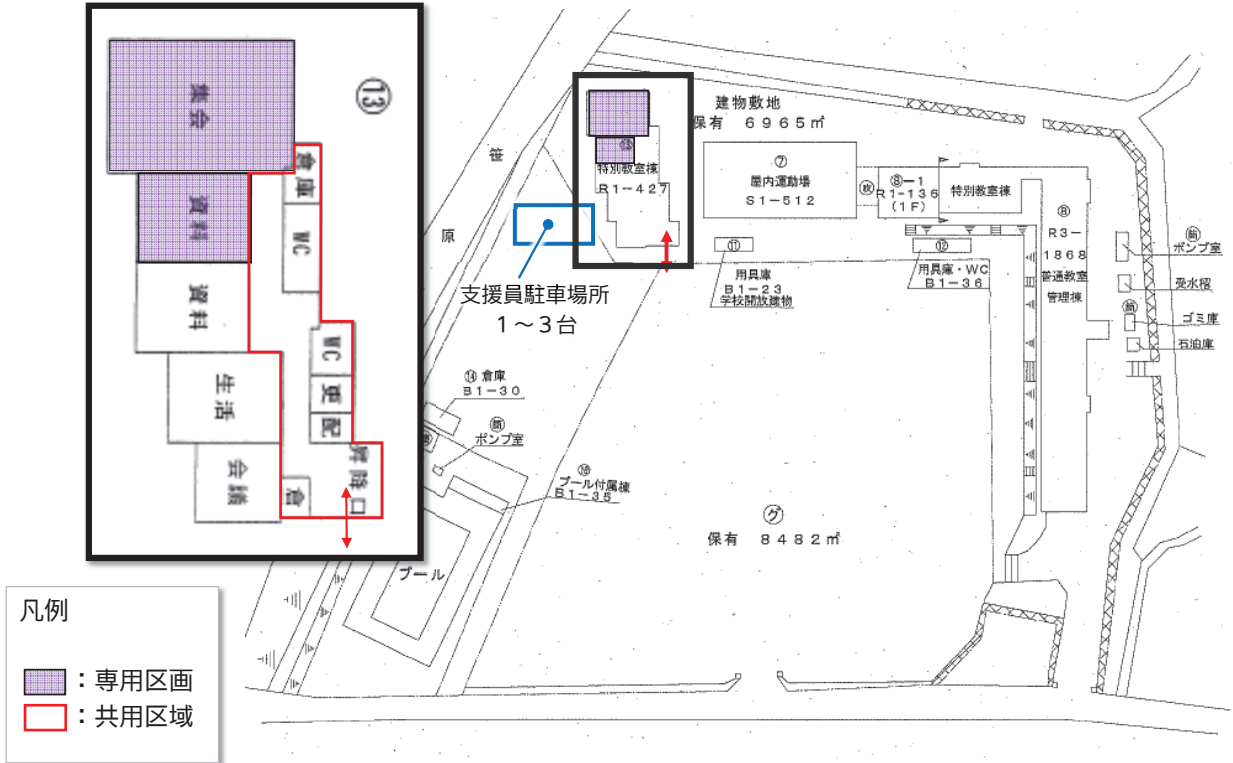 ⑬
集会
資料
倉庫
WC
資料
生活
会議
WC
更
配
昇降口
倉
凡例
：専用区画
：共用区域
笹
原
建物敷地
保有 6965㎡
特別教室棟
R1-427
支援員駐車場所
1～3台
⑦
屋内運動場
S1-512
⑧-1
R1-136
(1F)
特別教室棟
R3-
1868
普通教室
管理棟
⑪
用具庫
B1-23
学校開放建物
⑫
用具庫・WC
B1-36
ポンプ室
受水槽
ゴミ庫
石油庫
⑭ 倉庫
B1-30
ポンプ室
プール付属棟
B1-35
プール
グ
保有 8482㎡